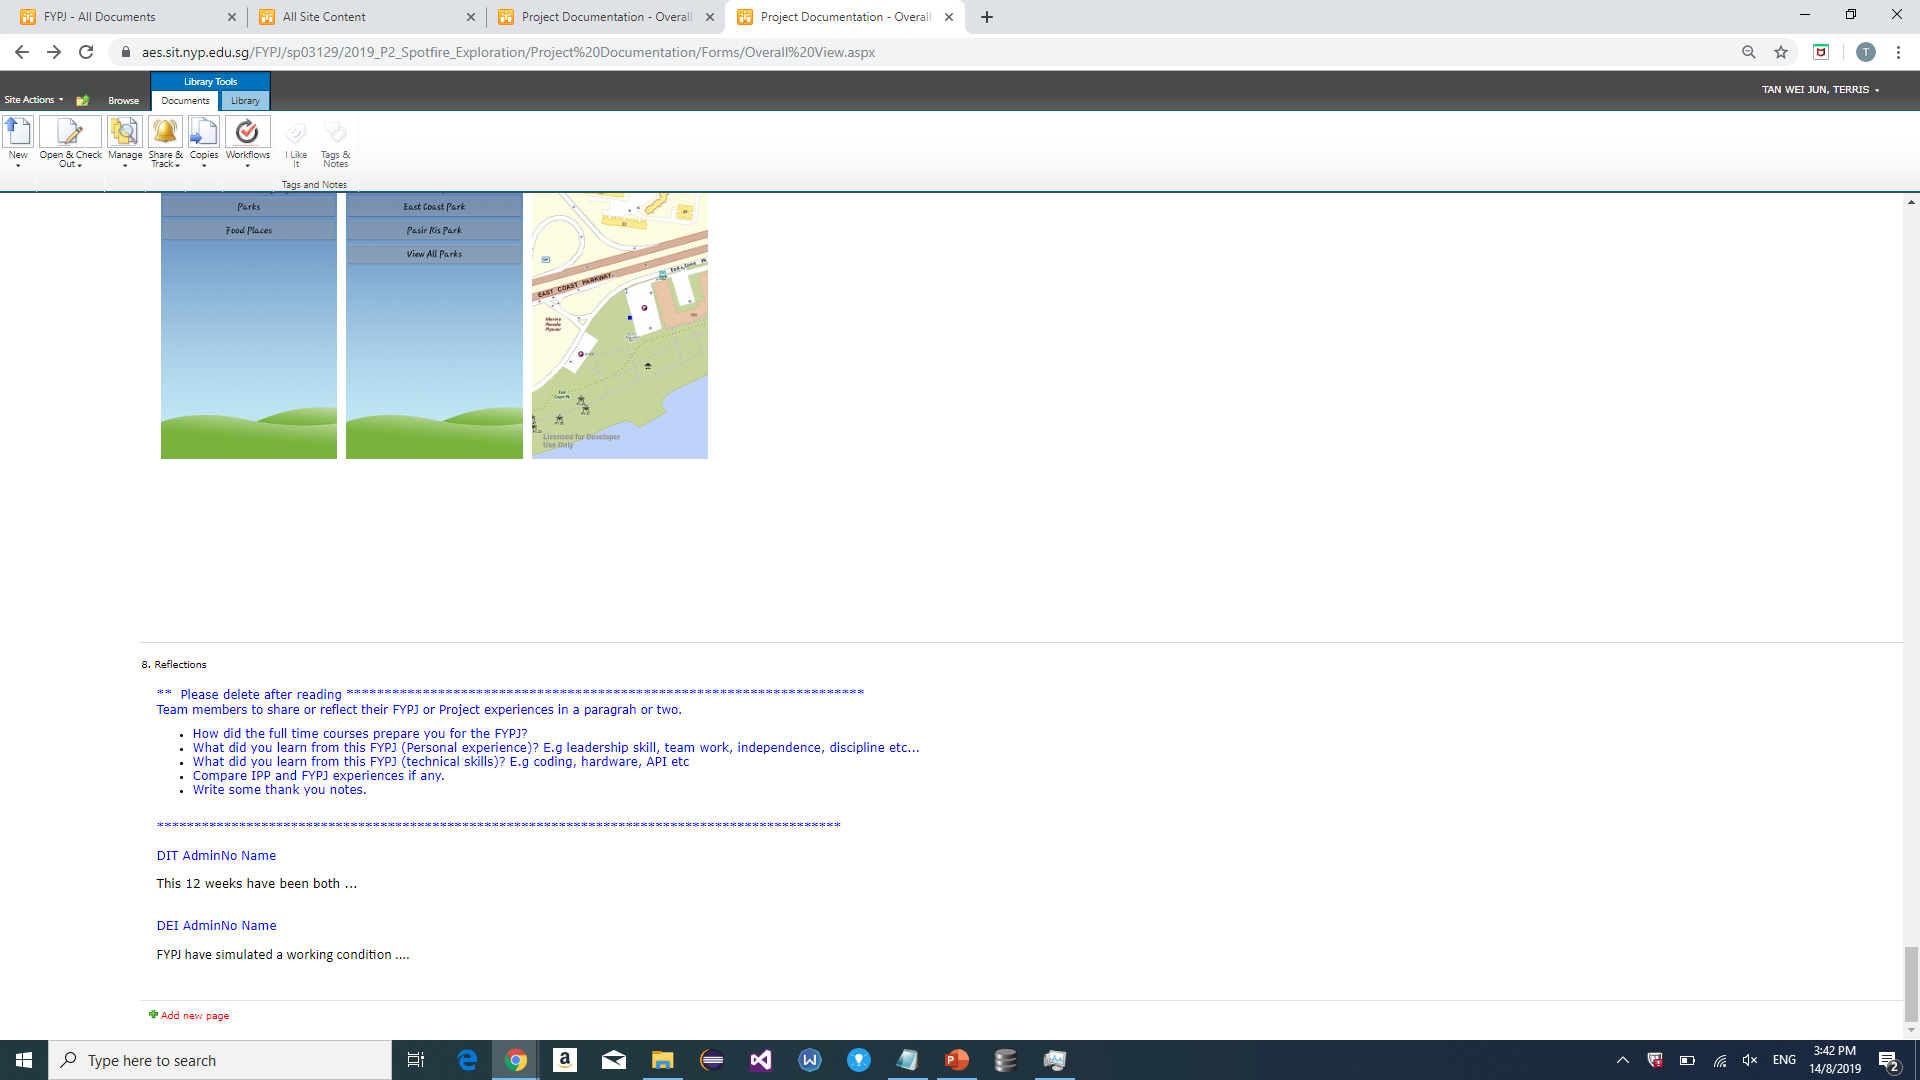 FYPJ - All Documents
All Site Content
Project Documentation - Overall
Project Documentation - Overall
aes.sit.nyp.edu.sg/FYPJ/sp03129/2019_P2_Spotfire_Exploration/Project%20Documentation/Forms/Overall%20View.aspx
T
Library Tools
Site Actions
Browse
Documents
Library
TAN WEI JUN, TERRIS
New
Open & Check Out
Manage
Share & Track
Copies
Workflows
I Like It
Tags & Notes
Tags and Notes
Parks
Food Places
East Coast Park
Pasir Ris Park
View All Parks
EAST COAST PARKWAY
Marine Parade Flyover
East Coast Pk
Licensed for Developer
Use Only
8. Reflections
** Please delete after reading **********************************************************************
Team members to share or reflect their FYPJ or Project experiences in a paragrah or two.
How did the full time courses prepare you for the FYPJ?
What did you learn from this FYPJ (Personal experience)? E.g leadership skill, team work, independence, discipline etc...
What did you learn from this FYPJ (technical skills)? E.g coding, hardware, API etc
Compare IPP and FYPJ experiences if any.
Write some thank you notes.
********************************************************************************************
DIT AdminNo Name
This 12 weeks have been both ...
DEI AdminNo Name
FYPJ have simulated a working condition ....
Add new page
Type here to search
ENG
3:42 PM
14/8/2019
2